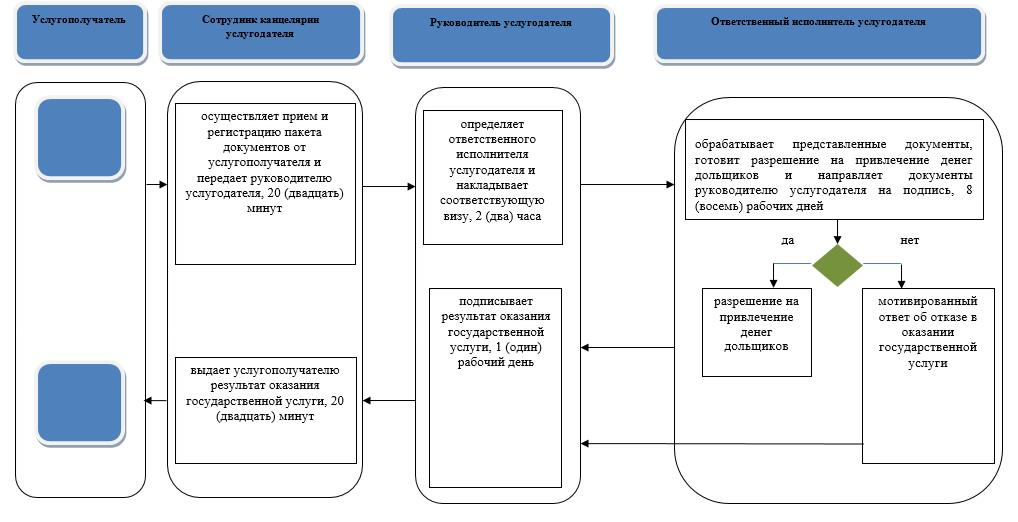 Услугополучатель
Сотрудник канцелярии
услугодателя
Руководитель услугодателя
Ответственный исполнитель услугодателя
осуществляет прием и
регистрацию пакета
документов от
услугополучателя и
передает руководителю
услугодателя, 20 (двадцать)
минут
определяет
ответственного
исполнителя
услугодателя и
накладывает
соответствующую
визу, 2 (два) часа
обрабатывает представленные документы,
готовит разрешение на привлечение денег
дольщиков и направляет документы
руководителю услугодателя на подпись, 8
(восемь) рабочих дней
да
нет
разрешение на
привлечение
денег
дольщиков
мотивированный
ответ об отказе в
оказании
государственной
услуги
подписывает
результат оказания
государственной
услуги, 1 (один)
рабочий день
выдает услугополучателю
результат оказания
государственной услуги, 20
(двадцать) минут